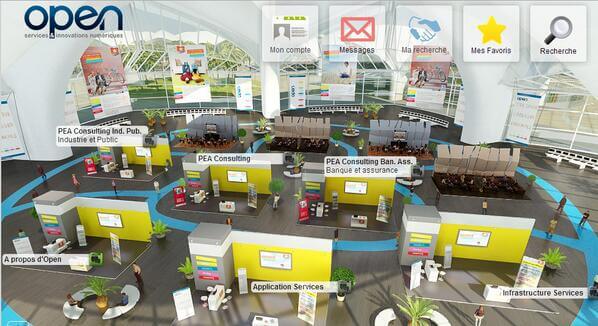 open
services & innovations numériques
Mon compte
Messages
Ma recherche
Mes Favoris
Recherche
PEA Consulting Ind. Pub.
Industrie et Public
PEA Consulting
PEA Consulting Ban. Ass.
Banque et assurance
A propos d'Open
Application Services
Infrastructure Services